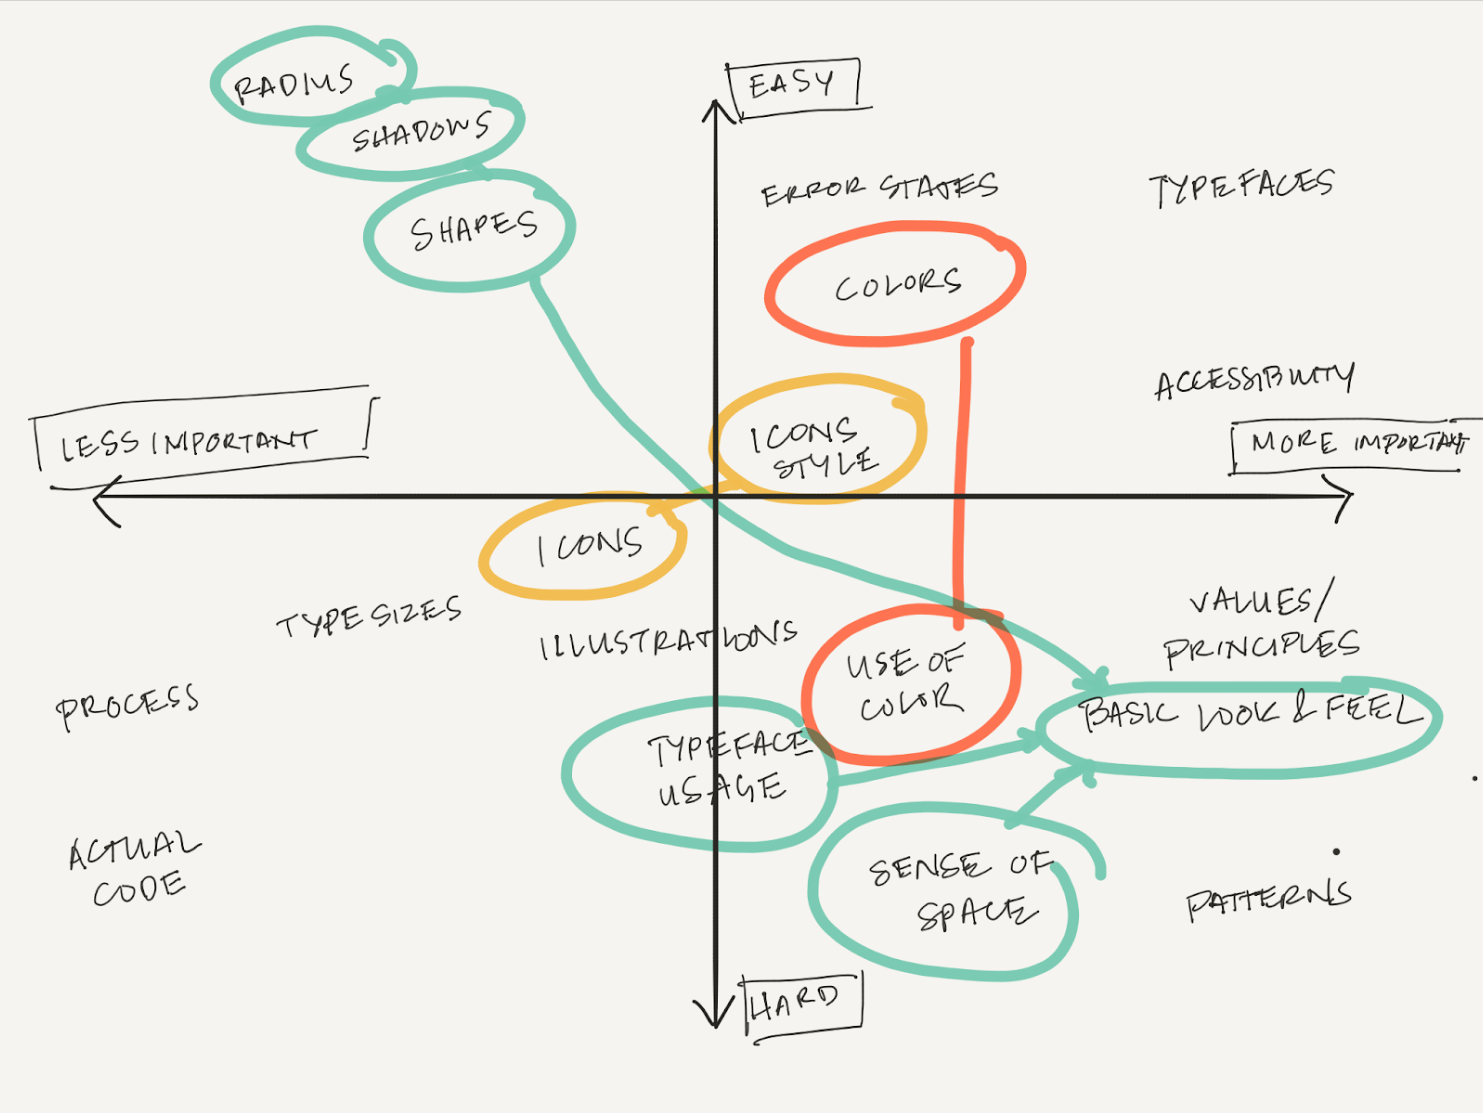 RADIUS
EASY
SHADOWS
ERROR STATES
TYPEFACES
SHAPES
COLORS
ACCESSIBILITY
LESS IMPORTANT
ICONS
STYLE
MORE IMPORTANT
ICONS
TYPE SIZES
ILLUSTRATIONS
VALUES/
PRINCIPLES
USE OF
COLOR
PROCESS
BASIC LOOK & FEEL
TYPEFACE
USAGE
ACTUAL
CODE
SENSE OF
SPACE
PATTERNS
HARD